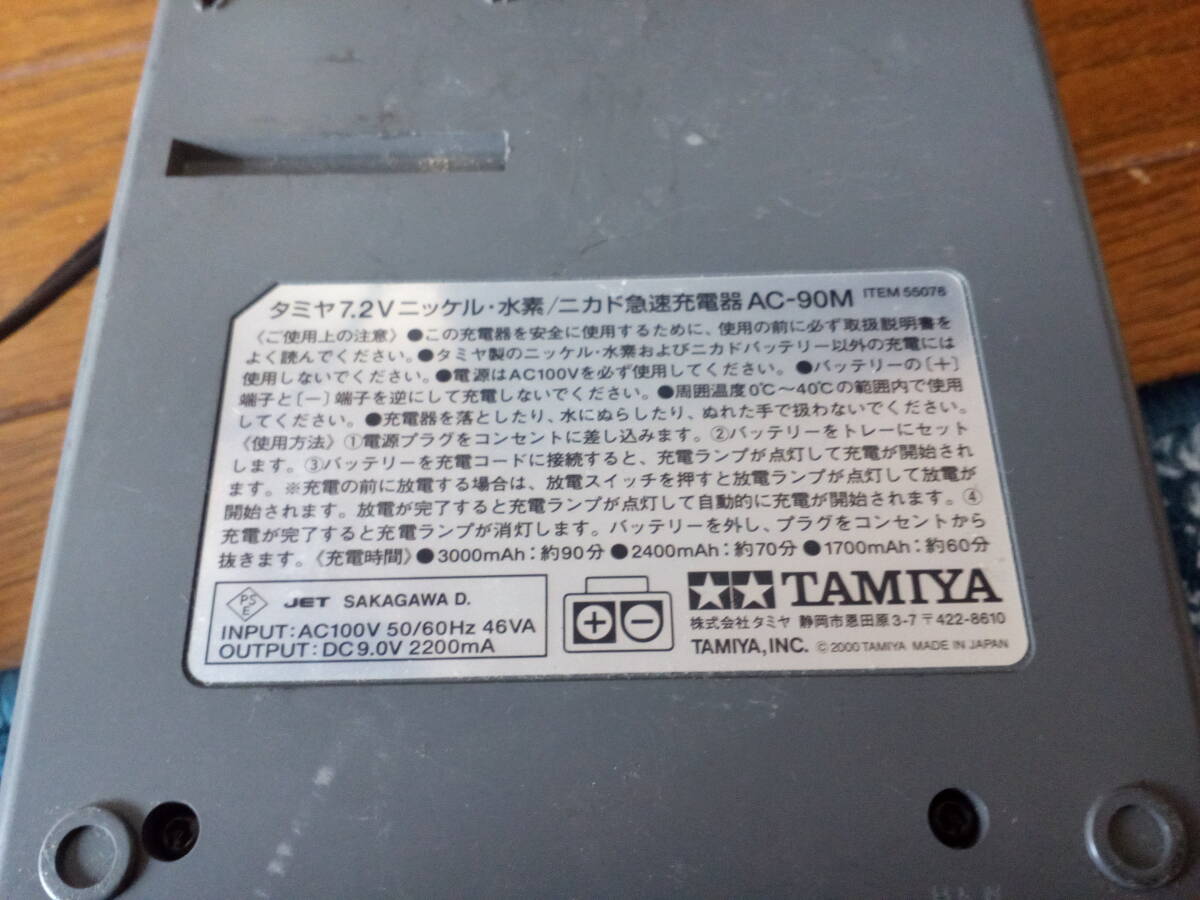 タミヤ7.2Vニッケル・水素/ニカド急速充電器 AC-90M ITEM 55078
《ご使用上の注意》●この充電器を安全に使用するために、使用の前に必ず取扱説明書を
よく読んでください。●タミヤ製のニッケル・水素およびニカドバッテリー以外の充電には
使用しないでください。●電源はAC100Vを必ず使用してください。●バッテリーの〔+〕
端子と〔−〕端子を逆にして充電しないでください。●周囲温度0℃〜40℃の範囲内で使用
してください。●充電器を落としたり、水にぬらしたり、ぬれた手で扱わないでください。
《使用方法》①電源プラグをコンセントに差し込みます。②バッテリーをトレーにセット
します。③バッテリーを充電コードに接続すると、充電ランプが点灯して充電が開始され
ます。※充電の前に放電する場合は、放電スイッチを押すと放電ランプが点灯して放電が
開始されます。放電が完了すると充電ランプが点灯して自動的に充電が開始されます。④
充電が完了すると充電ランプが消灯します。バッテリーを外し、プラグをコンセントから
抜きます。《充電時間》●3000mAh：約90分 ●2400mAh：約70分 ●1700mAh：約60分
PS
E JET SAKAGAWA D.
INPUT:AC100V 50/60Hz 46VA
OUTPUT:DC9.0V 2200mA
TAMIYA
株式会社タミヤ 静岡市恩田原3-7 〒422-8610
TAMIYA, INC. ©2000 TAMIYA MADE IN JAPAN